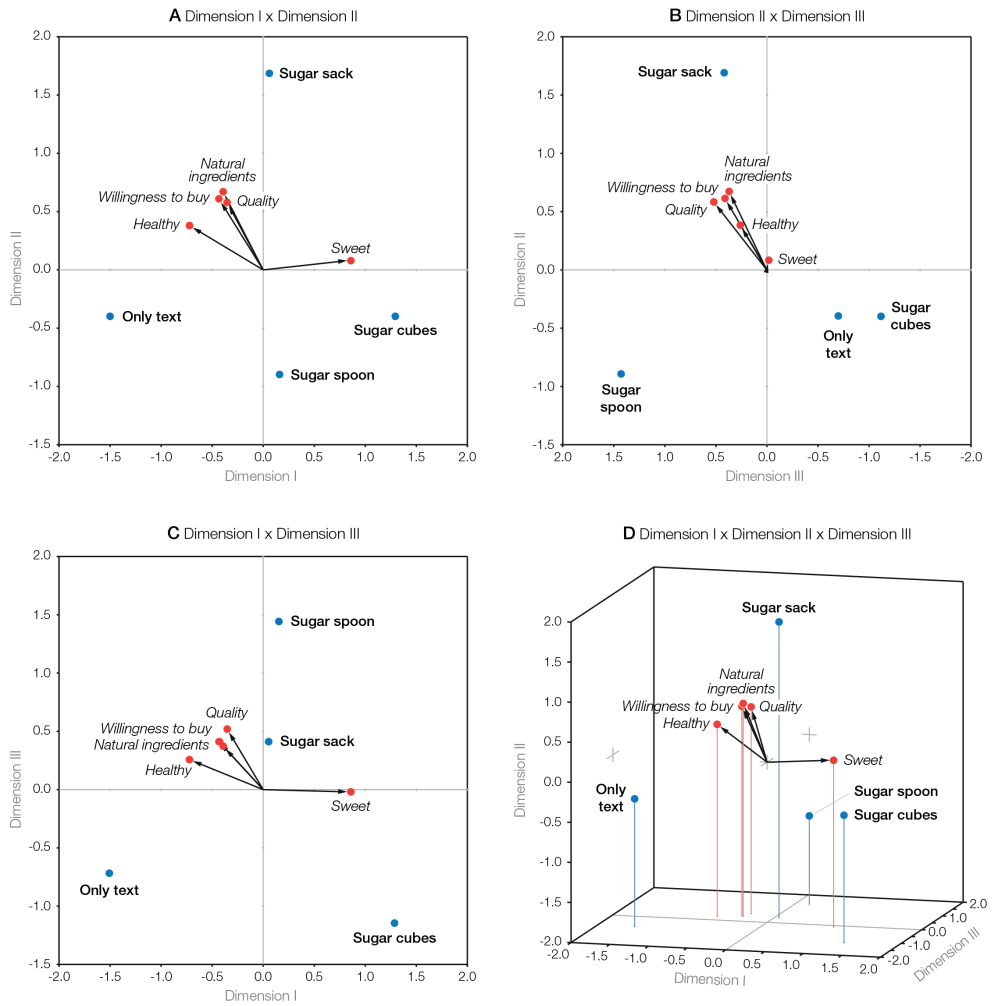 A Dimension I x Dimension II
2.0
1.5
1.0
0.5
0.0
-0.5
-1.0
-1.5
Dimension II
Sugar sack
Natural
ingredients
Willingness to buy
Quality
Healthy
Sweet
Only text
Sugar cubes
Sugar spoon
-2.0 -1.5 -1.0 -0.5 0.0 0.5 1.0 1.5 2.0
Dimension I
B Dimension II x Dimension III
2.0
1.5
1.0
0.5
0.0
-0.5
-1.0
-1.5
Dimension II
Sugar sack
Natural
ingredients
Willingness to buy
Quality
Healthy
Sweet
Sugar
cubes
Only
text
Sugar
spoon
2.0 1.0 1.5 0.5 0.0 -0.5 -1.0 -1.5 -2.0
Dimension III
C Dimension I x Dimension III
2.0
1.5
1.0
0.5
0.0
-0.5
-1.0
-1.5
Dimension III
Sugar spoon
Quality
Willingness to buy
Sugar sack
Natural ingredients
Healthy
Sweet
Only text
Sugar cubes
-2.0 -1.5 -1.0 -0.5 0.0 0.5 1.0 1.5 2.0
Dimension I
D Dimension I x Dimension II x Dimension III
2.0
1.5
1.0
0.5
0.0
-0.5
-1.0
-1.5
-2.0
Dimension II
Sugar sack
Natural
ingredients
Willingness to buy
Quality
Healthy
Sweet
Only
text
Sugar spoon
Sugar cubes
-2.0 -1.5 -1.0 -0.5 0.0 0.5 1.0 1.5 2.0
Dimension I
2.0
1.0
0.0
-1.0
-2.0
Dimension III